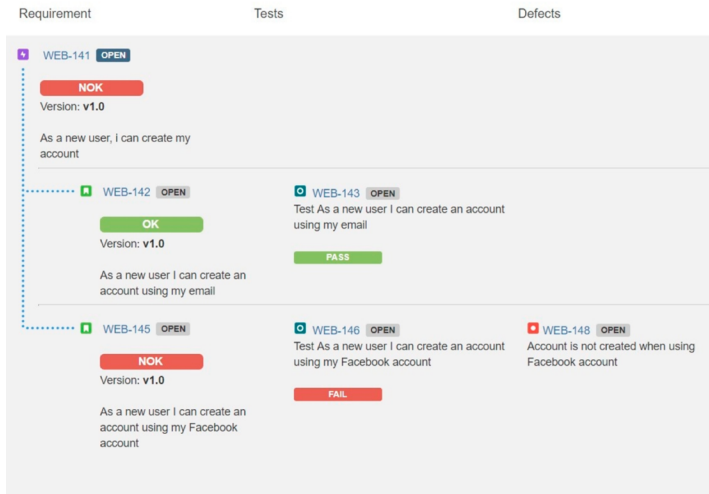 Requirement Tests Defects
WEB-141 OPEN
NOK
Version: v1.0
As a new user, i can create my
account
WEB-142 OPEN
OK
Version: v1.0
As a new user I can create an
account using my email
WEB-143 OPEN
Test As a new user I can create an account
using my email
PASS
WEB-145 OPEN
NOK
Version: v1.0
As a new user I can create an
account using my Facebook
account
WEB-146 OPEN
Test As a new user I can create an account
using my Facebook account
FAIL
WEB-148 OPEN
Account is not created when using
Facebook account